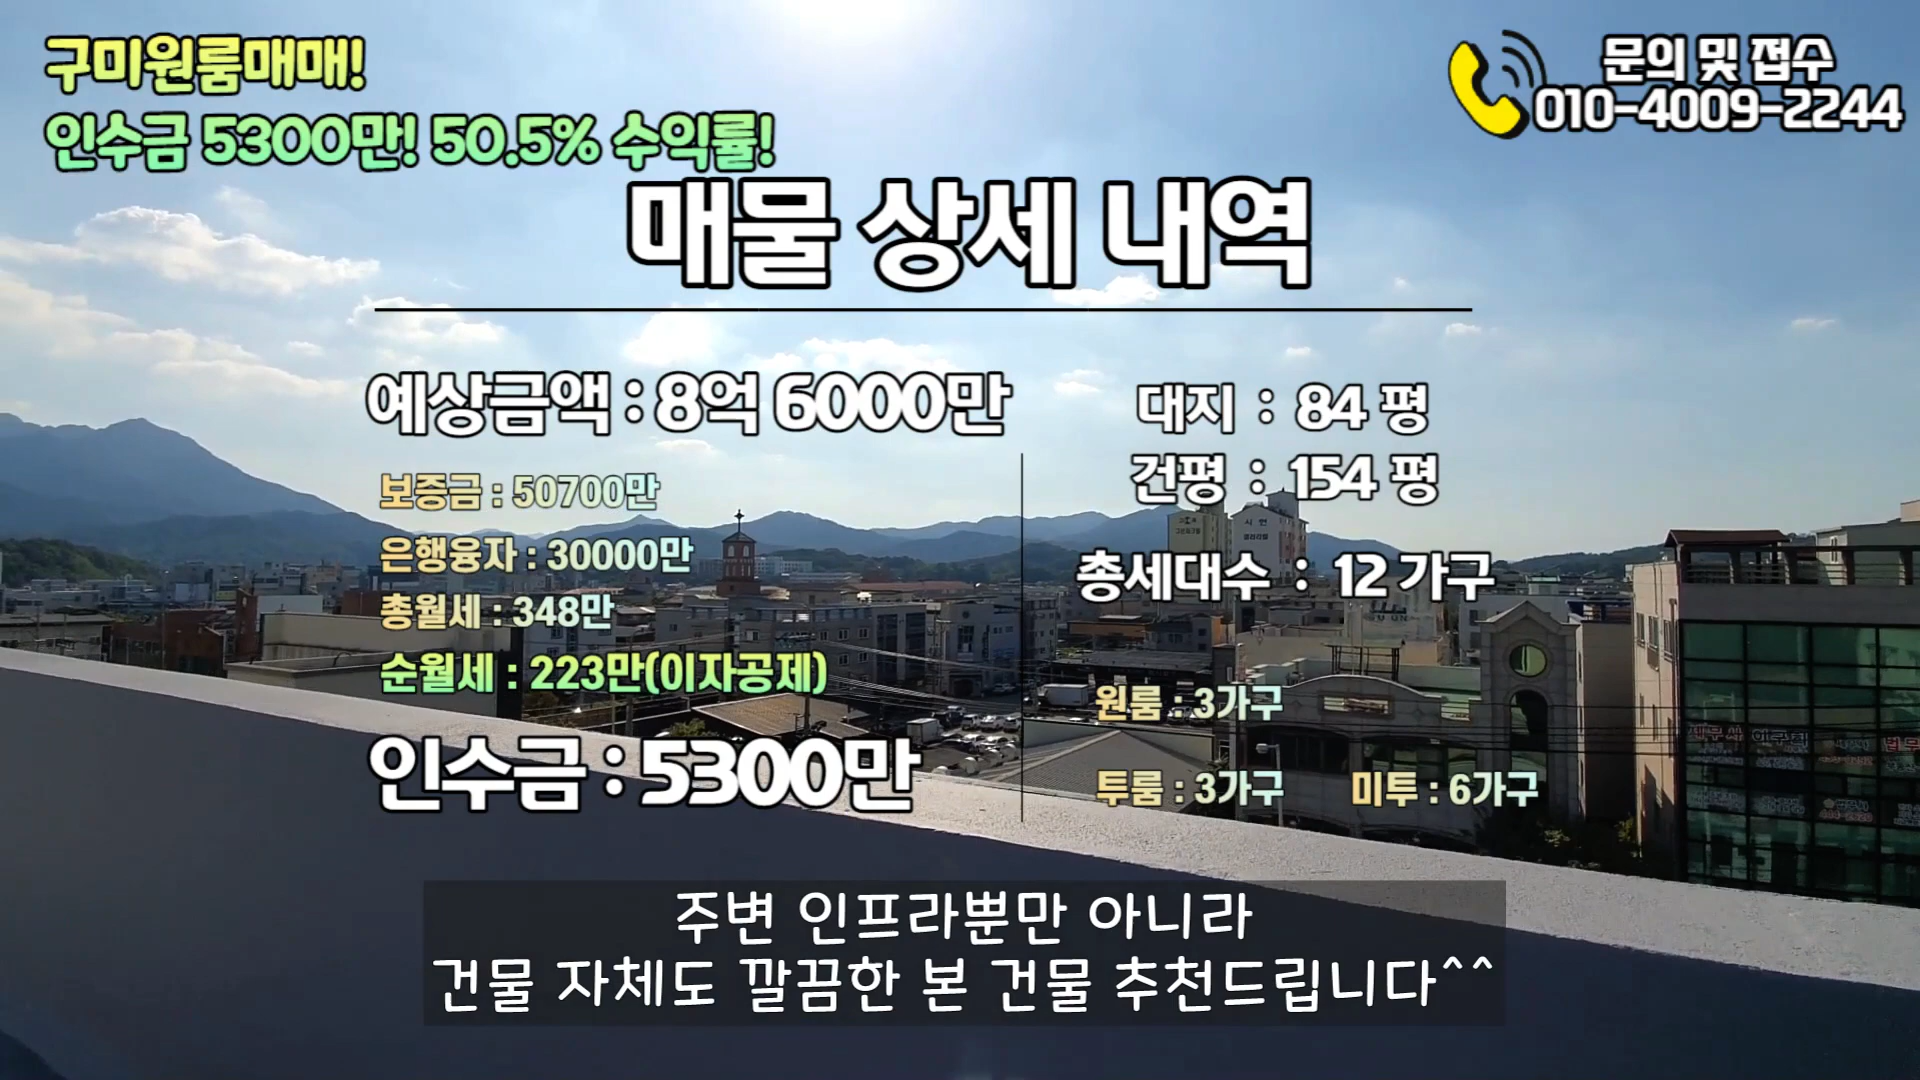 구미원룸매매!
인수금 5300만! 50.5% 수익률!
문의 및 접수
010-4009-2244
매물 상세 내역
예상금액 : 8억 6000만
보증금 : 50700만
은행융자 : 30000만
총월세 : 348만
순월세 : 223만(이자공제)
인수금 : 5300만
대지 : 84 평
건평 : 154 평
총세대수 : 12 가구
원룸 : 3가구
투룸 : 3가구 미투 : 6가구
주변 인프라뿐만 아니라
건물 자체도 깔끔한 본 건물 추천드립니다^^